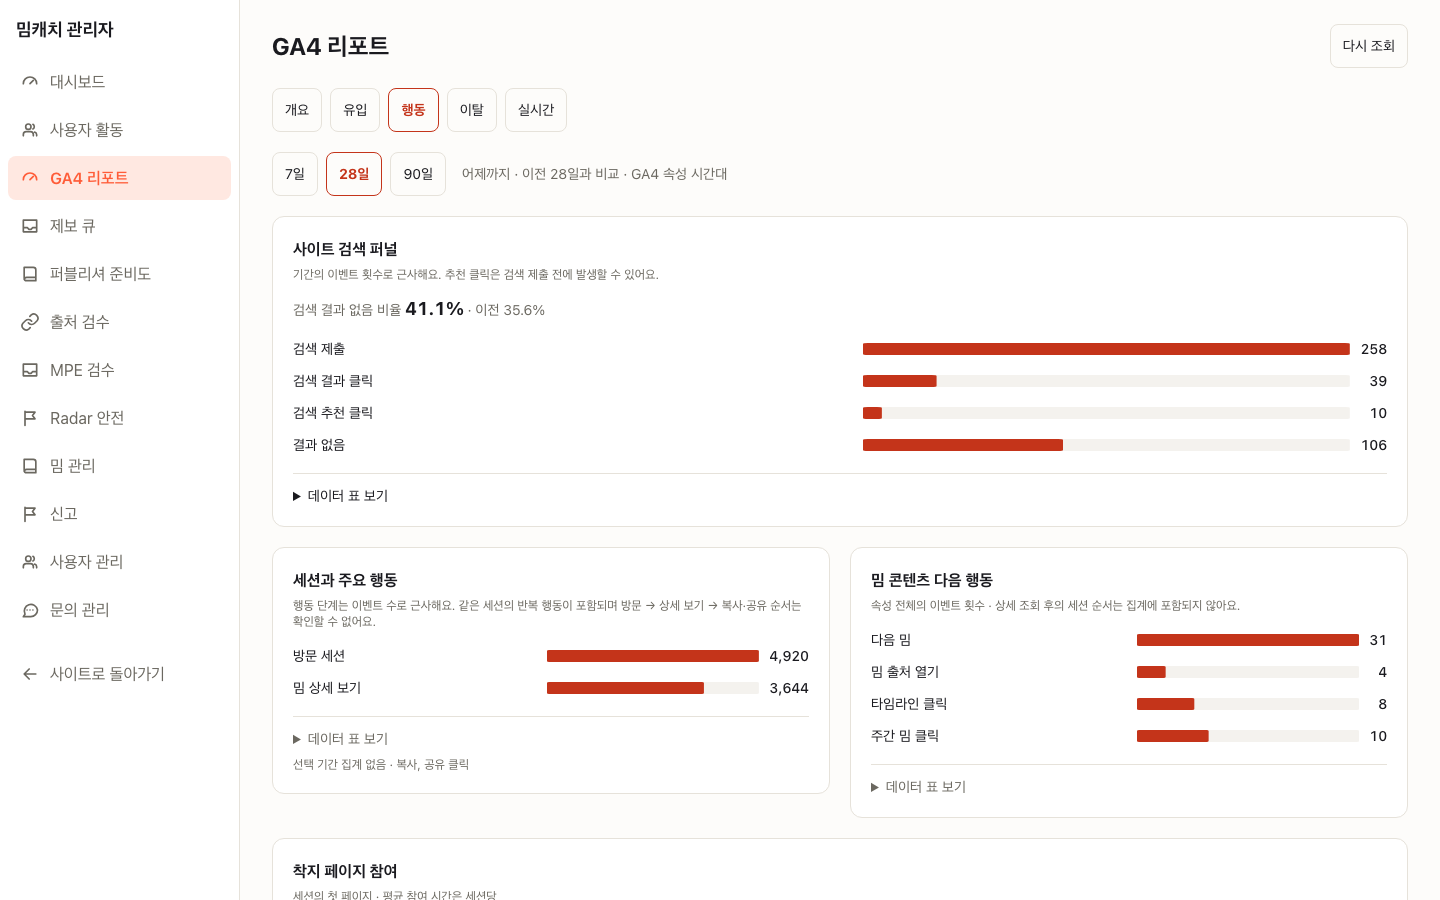 밈캐치 관리자
대시보드
사용자 활동
GA4 리포트
제보 큐
퍼블리셔 준비도
출처 검수
MPE 검수
Radar 안전
밈 관리
신고
사용자 관리
문의 관리
사이트로 돌아가기
GA4 리포트
다시 조회
개요
유입
행동
이탈
실시간
7일
28일
90일
어제까지 · 이전 28일과 비교 · GA4 속성 시간대
사이트 검색 퍼널
기간의 이벤트 횟수로 근사해요. 추천 클릭은 검색 제출 전에 발생할 수 있어요.
검색 결과 없음 비율 41.1% · 이전 35.6%
검색 제출 258
검색 결과 클릭 39
검색 추천 클릭 10
결과 없음 106
▶ 데이터 표 보기
세션과 주요 행동
행동 단계는 이벤트 수로 근사해요. 같은 세션의 반복 행동이 포함되며 방문 → 상세 보기 → 복사·공유 순서는
확인할 수 없어요.
방문 세션 4,920
밈 상세 보기 3,644
▶ 데이터 표 보기
선택 기간 집계 없음 · 복사, 공유 클릭
밈 콘텐츠 다음 행동
속성 전체의 이벤트 횟수 · 상세 조회 후의 세션 순서는 집계에 포함되지 않아요.
다음 밈 31
밈 출처 열기 4
타임라인 클릭 8
주간 밈 클릭 10
▶ 데이터 표 보기
착지 페이지 참여
세션의 첫 페이지 · 평균 참여 시간은 세션당